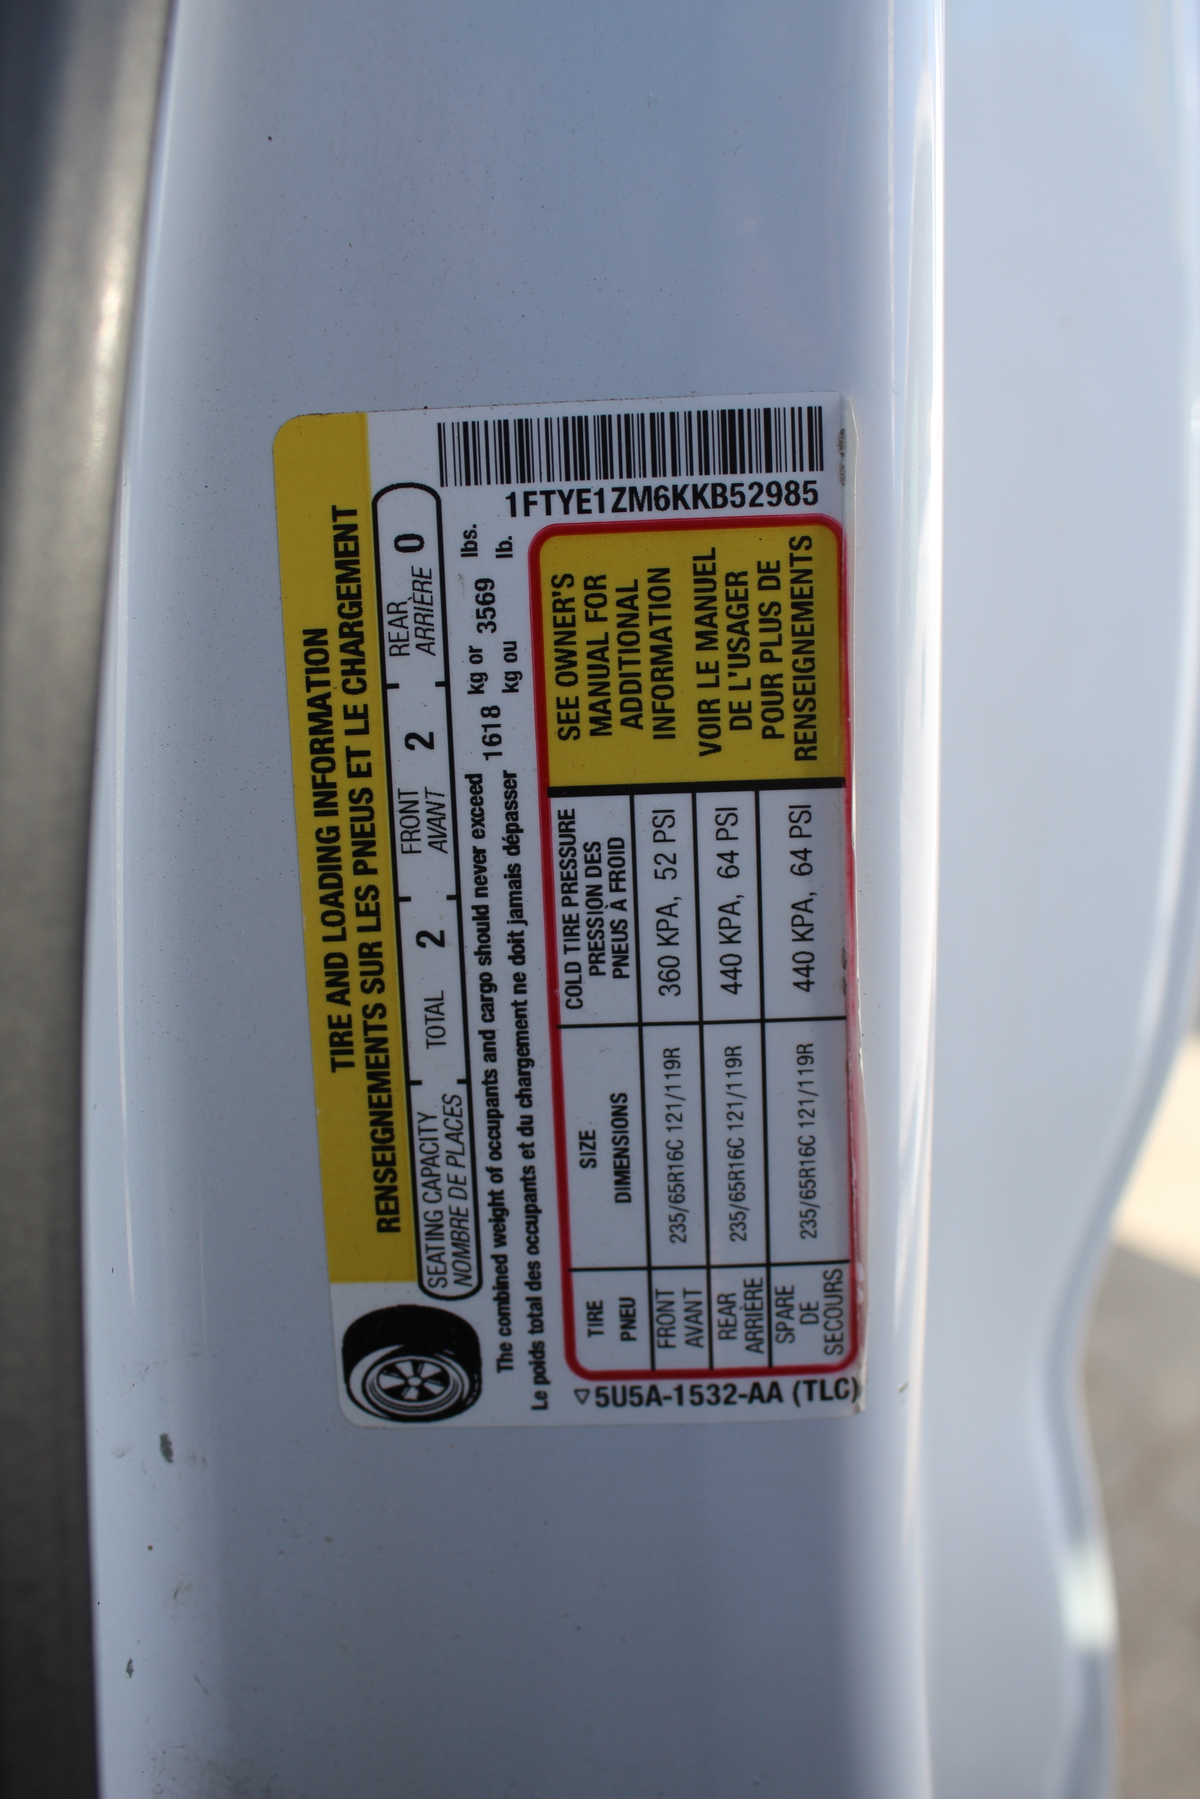 TIRE AND LOADING INFORMATION
RENSEIGNEMENTS SUR LES PNEUS ET LE CHARGEMENT
SEATING CAPACITY TOTAL 2 FRONT 2 REAR 0
NOMBRE DE PLACES AVANT ARRIÈRE
The combined weight of occupants and cargo should never exceed 1618 kg or 3569 lbs.
Le poids total des occupants et du chargement ne doit jamais dépasser kg ou lb.
1FTYE1ZM6KKB52985
TIRE SIZE COLD TIRE PRESSURE
PNEU DIMENSIONS PRESSION DES
PNEUS À FROID
FRONT 235/65R16C 121/119R 360 KPA, 52 PSI
AVANT
REAR 235/65R16C 121/119R 440 KPA, 64 PSI
ARRIÈRE
SPARE 235/65R16C 121/119R 440 KPA, 64 PSI
DE
SECOURS
SEE OWNER'S
MANUAL FOR
ADDITIONAL
INFORMATION
VOIR LE MANUEL
DE L'USAGER
POUR PLUS DE
RENSEIGNEMENTS
5U5A-1532-AA (TLC)